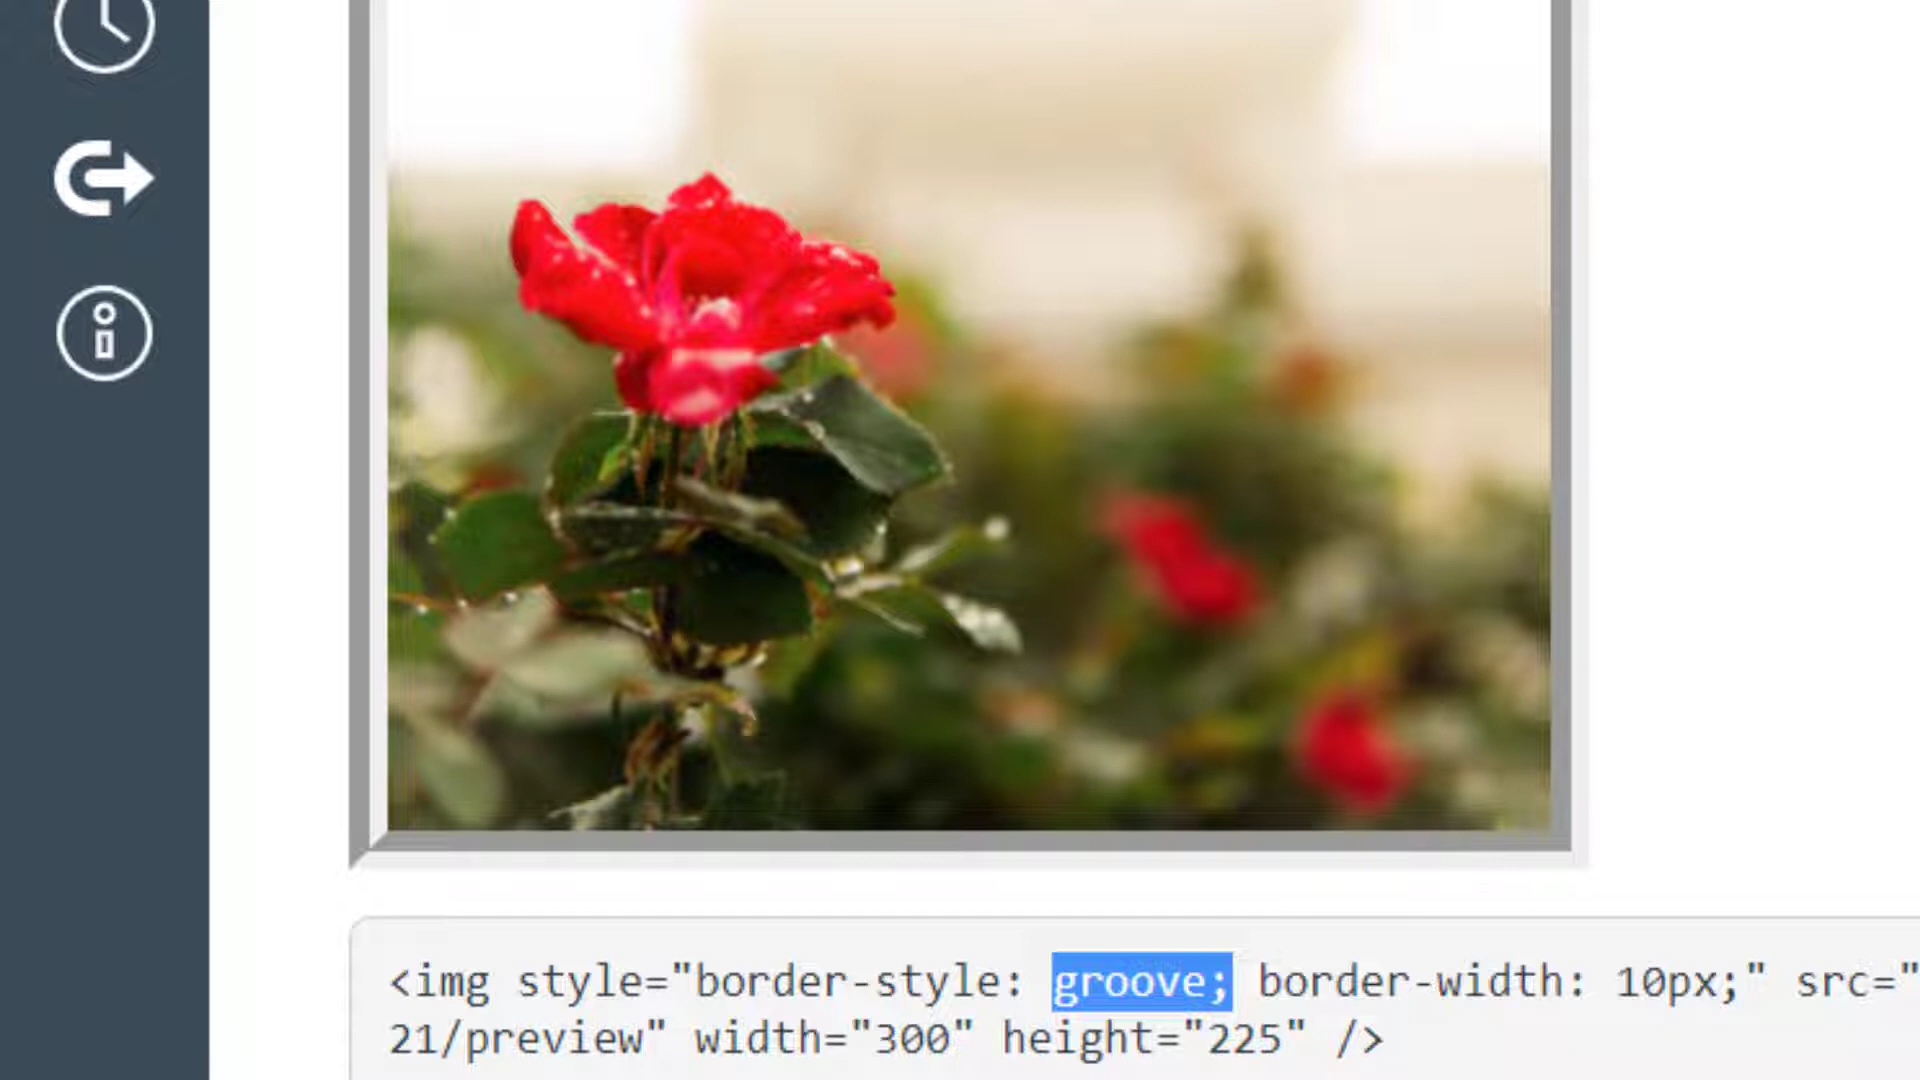 <img style="border-style: groove; border-width: 10px;" src="
21/preview" width="300" height="225" />